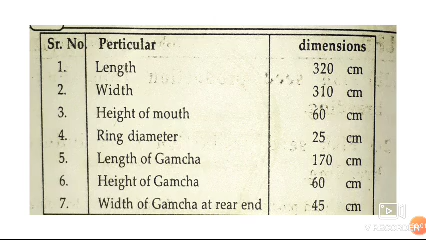 Sr. No. Perticular dimensions
1. Length 320 cm
2. Width 310 cm
3. Height of mouth 60 cm
4. Ring diameter 25 cm
5. Length of Gamcha 170 cm
6. Height of Gamcha 60 cm
7. Width of Gamcha at rear end 45 cm